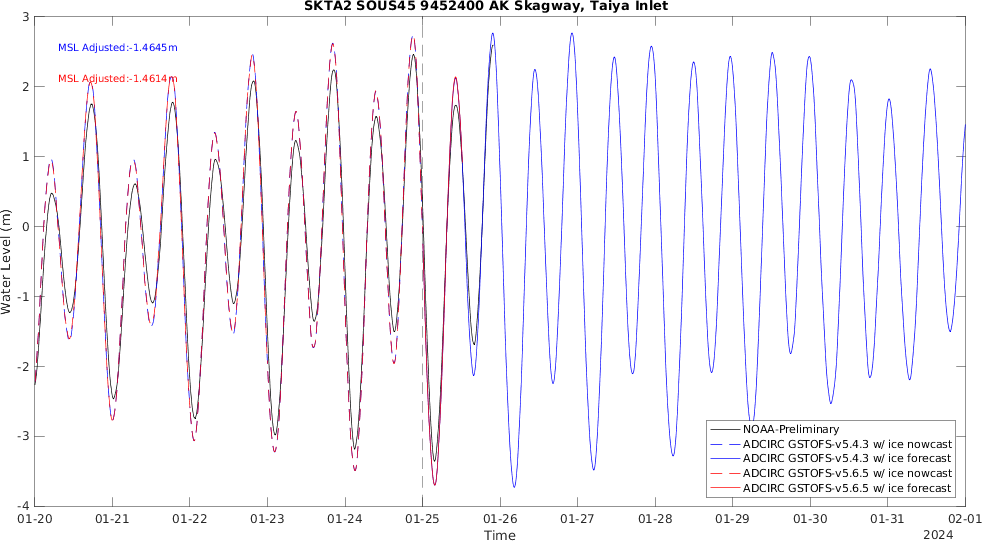 SKTA2 SOUS45 9452400 AK Skagway, Taiya Inlet
MSL Adjusted:-1.4645m
MSL Adjusted:-1.4614m
Water Level (m)
3
2
1
0
-1
-2
-3
-4
NOAA-Preliminary
ADCIRC GSTOFS-v5.4.3 w/ ice nowcast
ADCIRC GSTOFS-v5.4.3 w/ ice forecast
ADCIRC GSTOFS-v5.6.5 w/ ice nowcast
ADCIRC GSTOFS-v5.6.5 w/ ice forecast
01-20 01-21 01-22 01-23 01-24 01-25 01-26 01-27 01-28 01-29 01-30 01-31 02-01
Time
2024